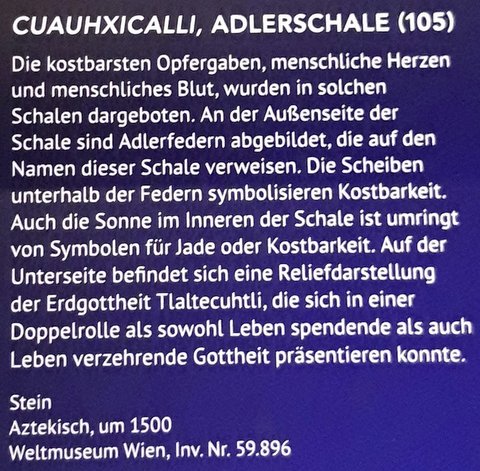 CUAUHXICALLI, ADLERSCHALE (105)
Die kostbarsten Opfergaben, menschliche Herzen
und menschliches Blut, wurden in solchen
Schalen dargeboten. An der Außenseite der
Schale sind Adlerfedern abgebildet, die auf den
Namen dieser Schale verweisen. Die Scheiben
unterhalb der Federn symbolisieren Kostbarkeit.
Auch die Sonne im Inneren der Schale ist umringt
von Symbolen für Jade oder Kostbarkeit. Auf der
Unterseite befindet sich eine Reliefdarstellung
der Erdgottheit Tlaltecuhtli, die sich in einer
Doppelrolle als sowohl Leben spendende als auch
Leben verzehrende Gottheit präsentieren konnte.
Stein
Aztekisch, um 1500
Weltmuseum Wien, Inv. Nr. 59.896